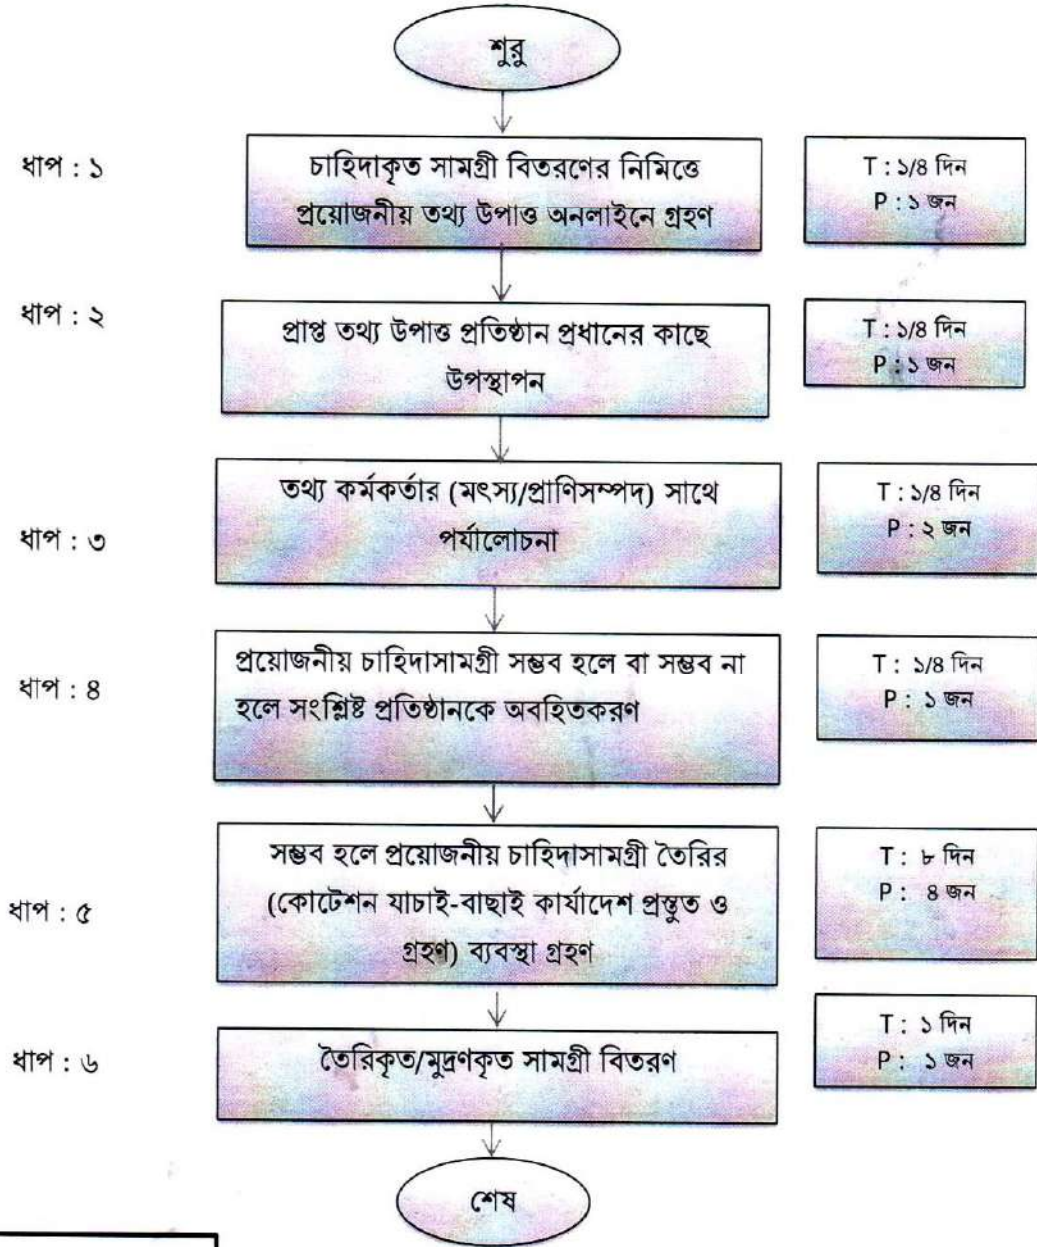 শুরু
ধাপ : ১
চাহিদাকৃত সামগ্রী বিতরণের নিমিত্তে
প্রয়োজনীয় তথ্য উপাত্ত অনলাইনে গ্রহণ
T : ১/৪ দিন
P : ১ জন
ধাপ : ২
প্রাপ্ত তথ্য উপাত্ত প্রতিষ্ঠান প্রধানের কাছে
উপস্থাপন
T : ১/৪ দিন
P : ১ জন
ধাপ : ৩
তথ্য কর্মকর্তার (মৎস্য/প্রাণিসম্পদ) সাথে
পর্যালোচনা
T : ১/৪ দিন
P : ২ জন
ধাপ : ৪
প্রয়োজনীয় চাহিদাসামগ্রী সম্ভব হলে বা সম্ভব না
হলে সংশ্লিষ্ট প্রতিষ্ঠানকে অবহিতকরণ
T : ১/৪ দিন
P : ১ জন
ধাপ : ৫
সম্ভব হলে প্রয়োজনীয় চাহিদাসামগ্রী তৈরির
(কোটেশন যাচাই-বাছাই কার্যাদেশ প্রস্তুত ও
গ্রহণ) ব্যবস্থা গ্রহণ
T : ৮ দিন
P : ৪ জন
ধাপ : ৬
তৈরিকৃত/মুদ্রণকৃত সামগ্রী বিতরণ
T : ১ দিন
P : ১ জন
শেষ